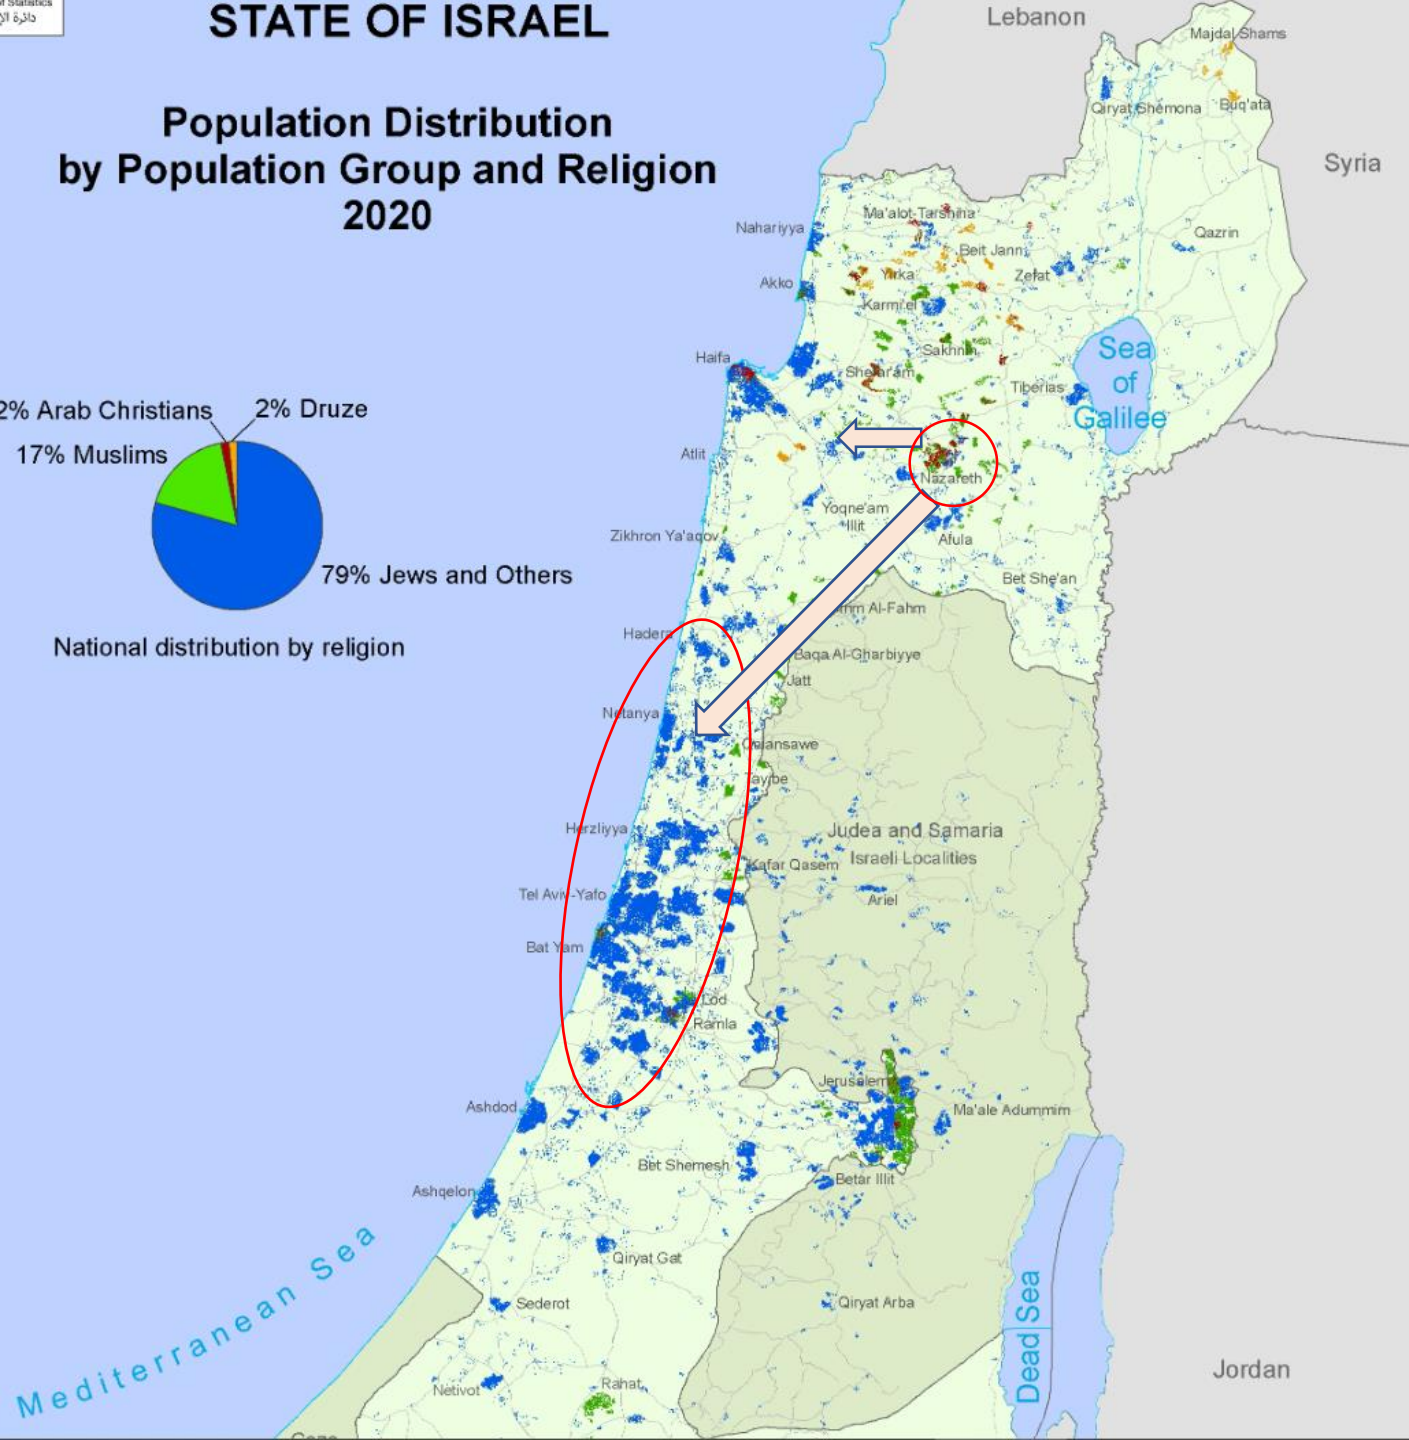 of Statistics
دائرة الإ
STATE OF ISRAEL
Population Distribution
by Population Group and Religion
2020
Lebanon
Majdal Shams
Qiryat Shemona
Buq'ata
Syria
Nahariyya
Ma'alot-Tarshiha
Beit Jann
Qazrin
Akko
Yirka
Zefat
Karmi'el
Haifa
Sakhnin
Sea
of
Galilee
Shefar'am
Tiberias
2% Arab Christians
2% Druze
17% Muslims
79% Jews and Others
National distribution by religion
Atlit
Nazareth
Yoqne'am
Illit
Zikhron Ya'aqov
Afula
Bet She'an
mm Al-Fahm
Hadera
Baqa Al-Gharbiyye
Jatt
Netanya
Qalansawe
Tayibe
Herzliyya
Judea and Samaria
Israeli Localities
Kafar Qasem
Tel Aviv-Yafo
Ariel
Bat Yam
Lod
Ramla
Jerusalem
Ashdod
Ma'ale Adummim
Bet Shemesh
Betar Illit
Ashqelon
Mediterranean Sea
Qiryat Gat
Sederot
Qiryat Arba
Dead Sea
Jordan
Netivot
Rahat
Gaza